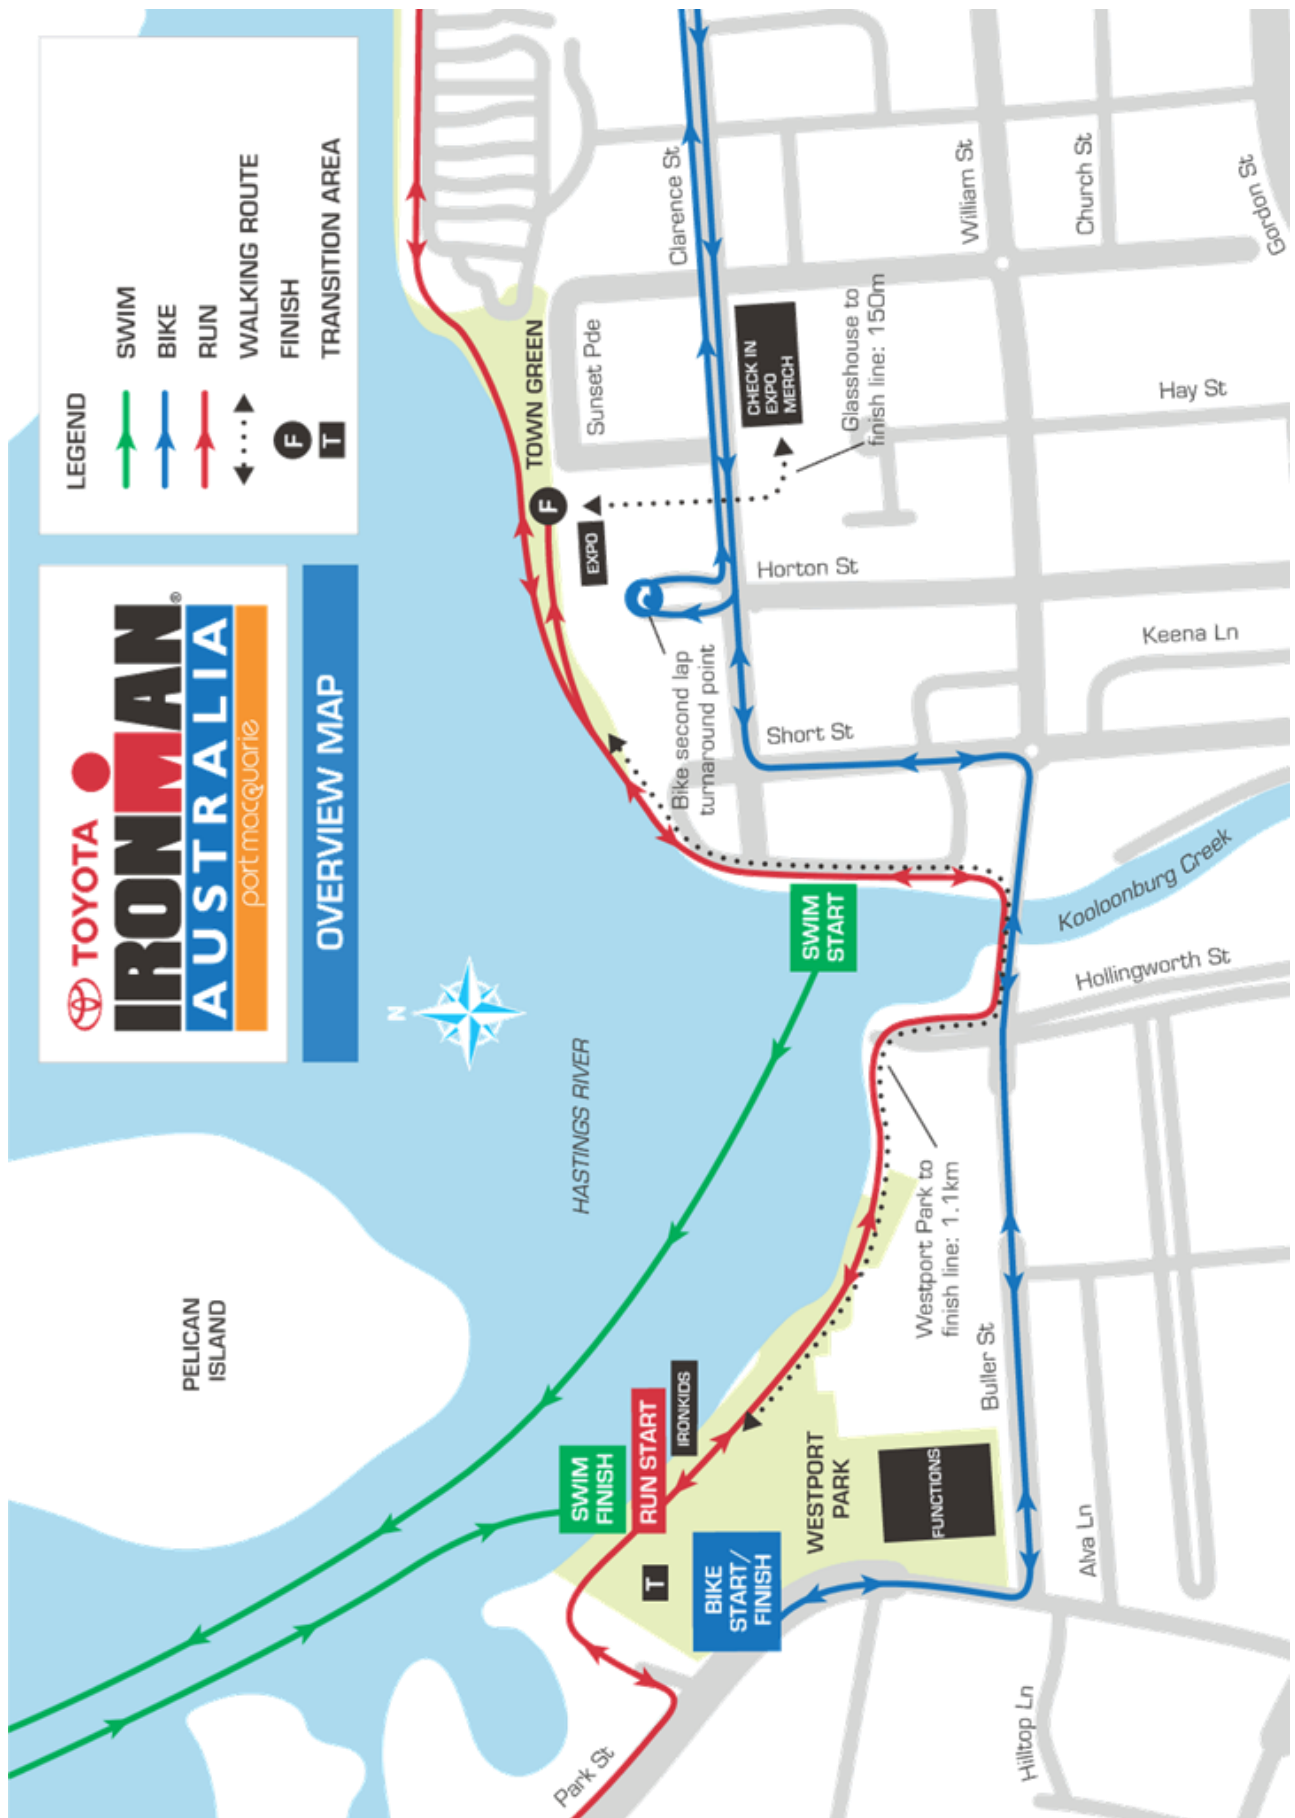 TOYOTA
IRONMAN®
AUSTRALIA
portmacquarie
OVERVIEW MAP
LEGEND
SWIM
BIKE
RUN
WALKING ROUTE
F
FINISH
T
TRANSITION AREA
N
PELICAN
ISLAND
HASTINGS RIVER
SWIM
START
SWIM
FINISH
RUN START
IRONKIDS
T
BIKE
START/
FINISH
WESTPORT
PARK
FUNCTIONS
Park St
Hilltop Ln
Alva Ln
Buller St
Westport Park to
finish line: 1.1km
Hollingworth St
Kooloonburg Creek
Short St
Bike second lap
turnaround point
Keena Ln
Horton St
EXPO
F
TOWN GREEN
Sunset Pde
CHECK IN
EXPO
MERCH
Glasshouse to
finish line: 150m
Hay St
Clarence St
William St
Church St
Gordon St